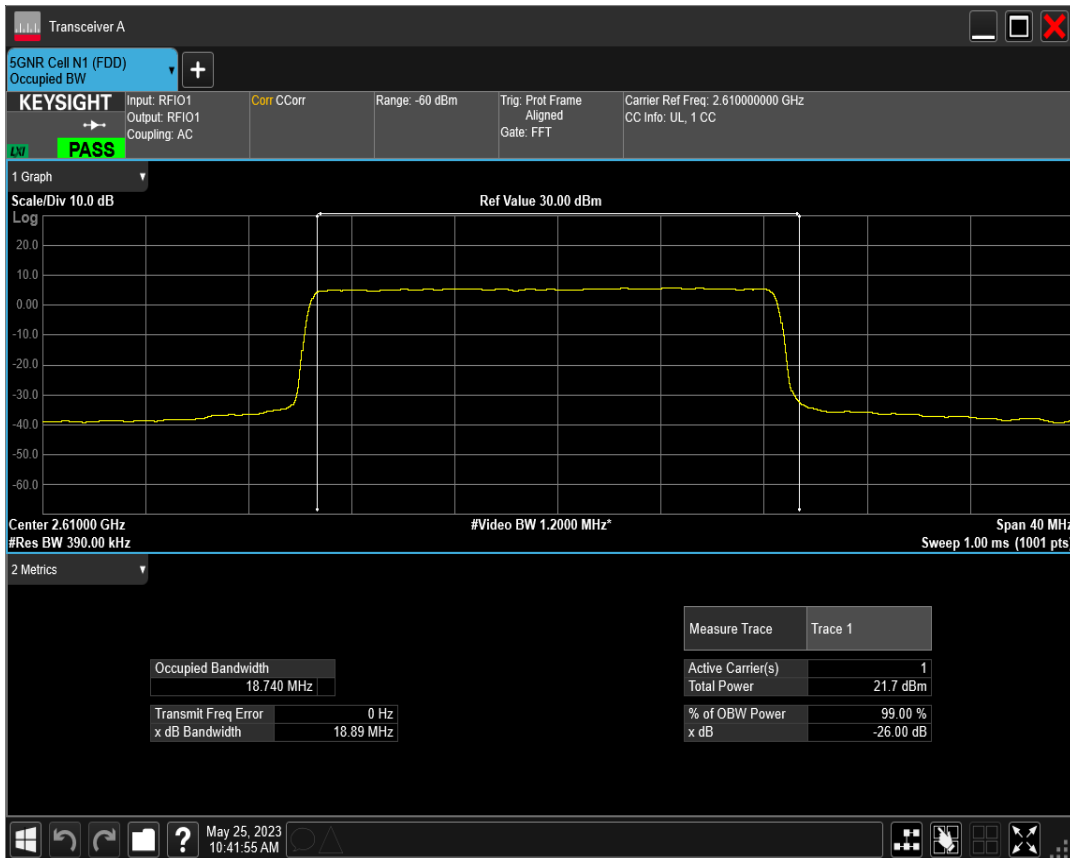 Transceiver A
5GNR Cell N1 (FDD)
Occupied BW
+
KEYSIGHT
LXI
PASS
Input: RFIO1
Output: RFIO1
Coupling: AC
Corr CCorr
Range: -60 dBm
Trig: Prot Frame
Aligned
Gate: FFT
Carrier Ref Freq: 2.610000000 GHz
CC Info: UL, 1 CC
1 Graph
Scale/Div 10.0 dB
Ref Value 30.00 dBm
Log
20.0
10.0
0.00
-10.0
-20.0
-30.0
-40.0
-50.0
-60.0
Center 2.61000 GHz
#Video BW 1.2000 MHz*
Span 40 MHz
#Res BW 390.00 kHz
Sweep 1.00 ms (1001 pts)
2 Metrics
Measure Trace Trace 1
Occupied Bandwidth
18.740 MHz
Active Carrier(s) 1
Total Power 21.7 dBm
Transmit Freq Error 0 Hz
x dB Bandwidth 18.89 MHz
% of OBW Power 99.00 %
x dB -26.00 dB
?
May 25, 2023
10:41:55 AM